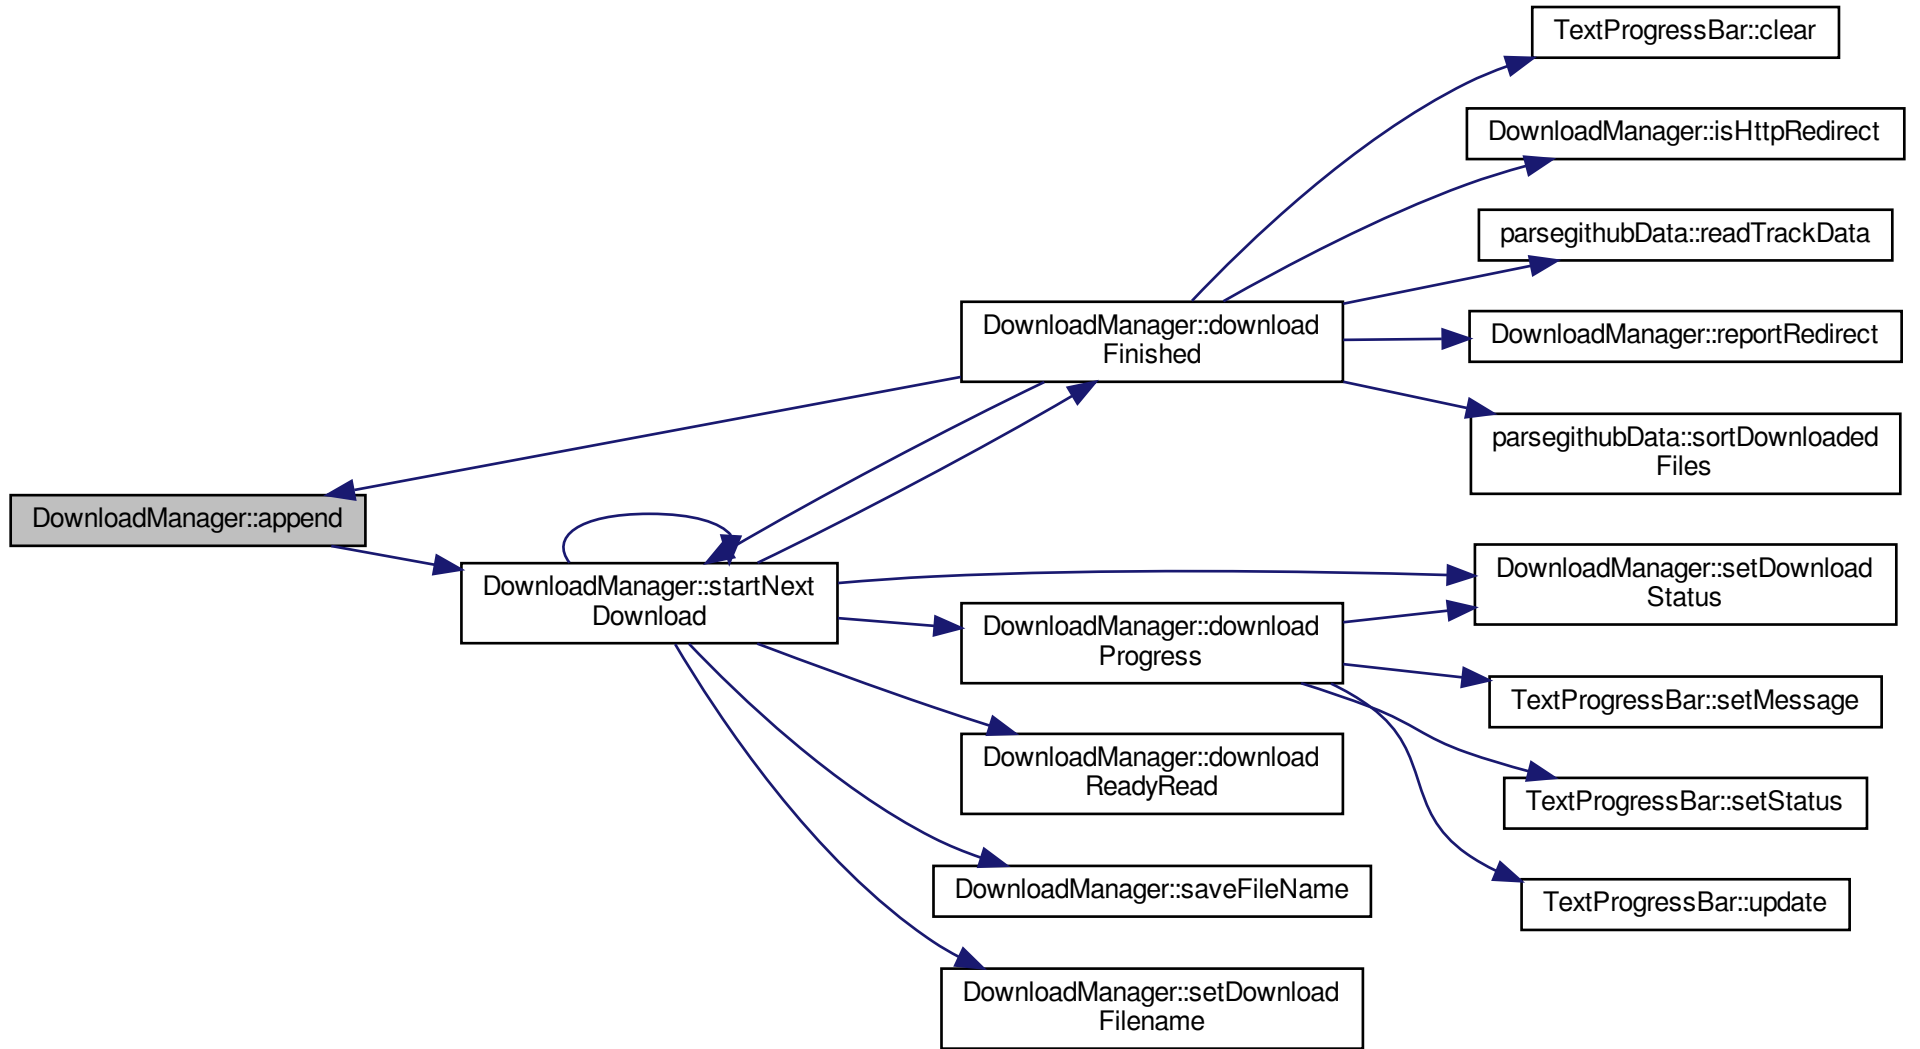 TextProgressBar::clear
DownloadManager::isHttpRedirect
parsegithubData::readTrackData
DownloadManager::download
Finished
DownloadManager::reportRedirect
parsegithubData::sortDownloaded
Files
DownloadManager::append
DownloadManager::startNext
Download
DownloadManager::setDownload
Status
DownloadManager::download
Progress
TextProgressBar::setMessage
DownloadManager::download
ReadyRead
TextProgressBar::setStatus
DownloadManager::saveFileName
TextProgressBar::update
DownloadManager::setDownload
Filename